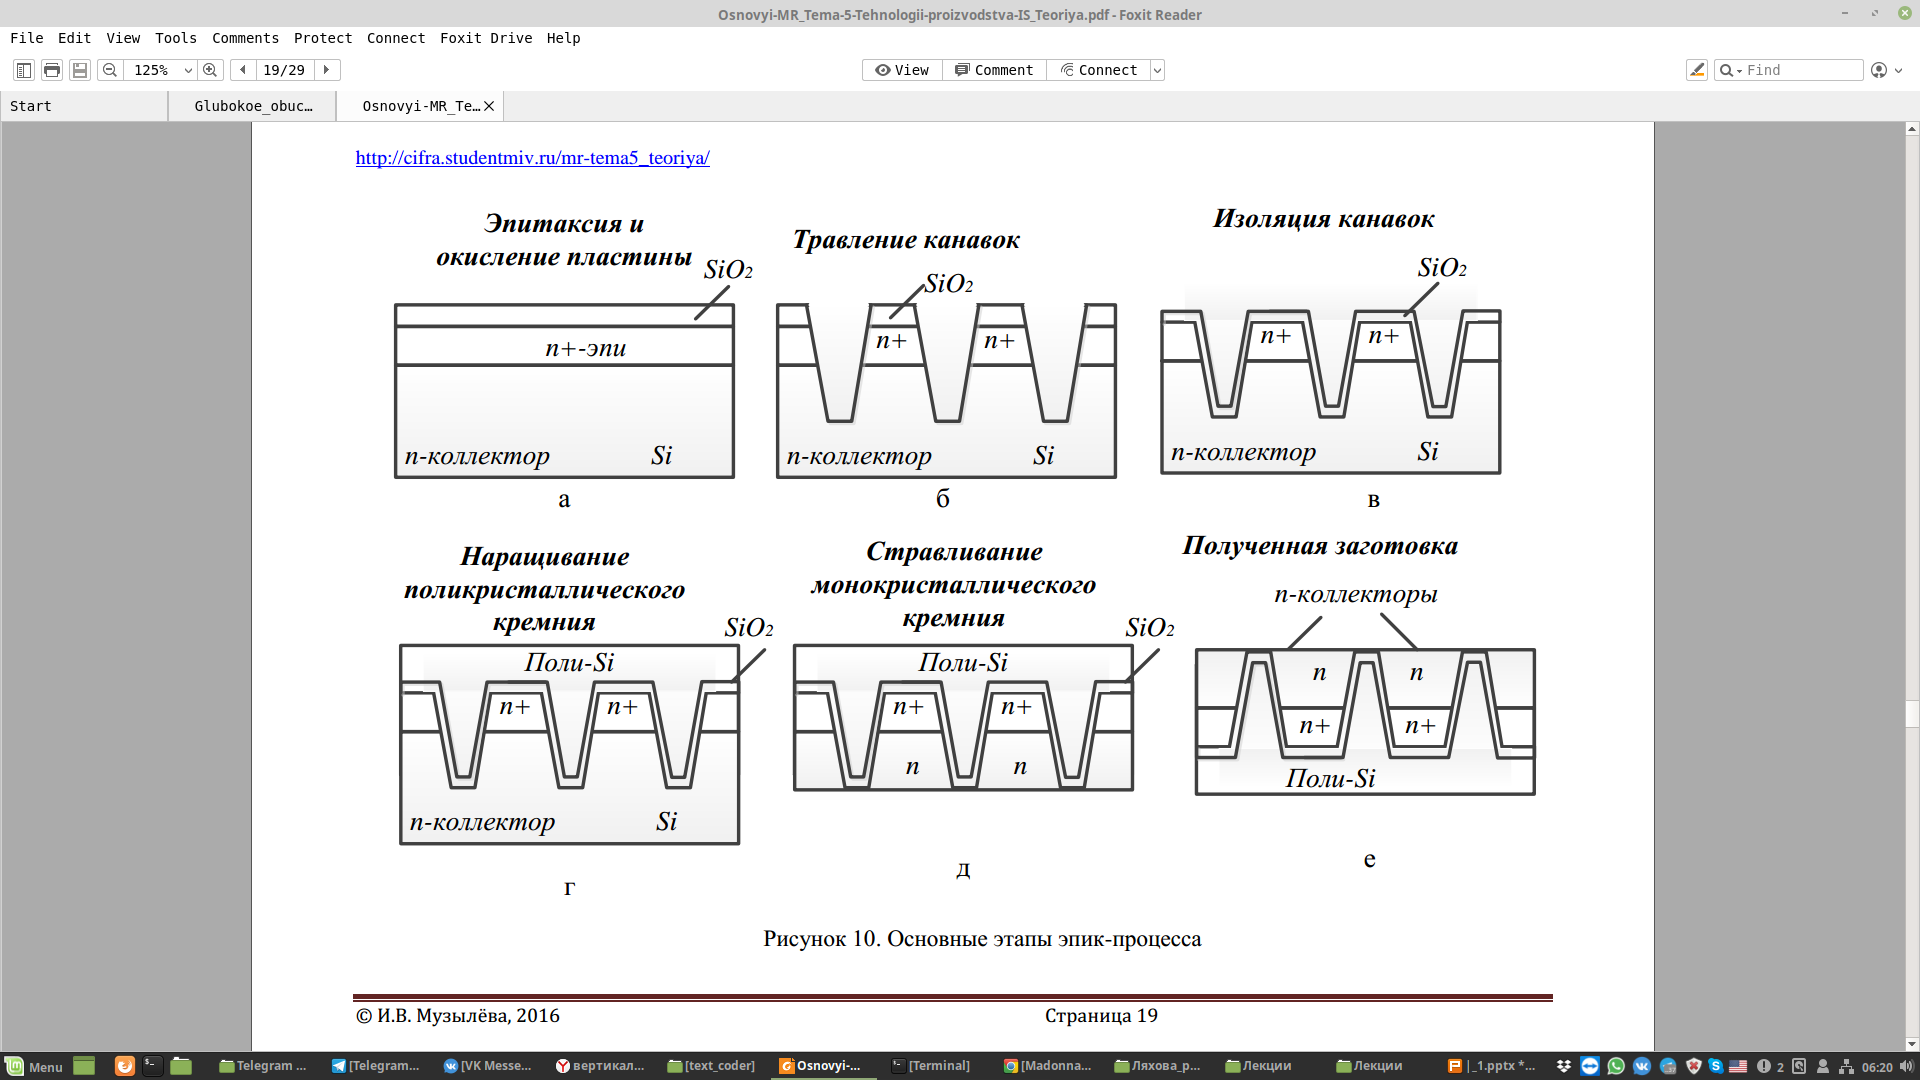 Osnovyi-MR_Tema-5-Tehnologii-proizvodstva-IS_Teoriya.pdf - Foxit Reader
File Edit View Tools Comments Protect Connect Foxit Drive Help
125% 19/29 View Comment Connect Find
Start Glubokoe_obuc... Osnovyi-MR_Te...
http://cifra.studentmiv.ru/mr-tema5_teoriya/
Эпитаксия и
окисление пластины
SiO2
n+-эпи
n-коллектор Si
а
Травление канавок
SiO2
n+ n+
n-коллектор Si
б
Изоляция канавок
SiO2
n+ n+
n-коллектор Si
в
Наращивание
поликристаллического
кремния
SiO2
Поли-Si
n+ n+
n-коллектор Si
г
Стравливание
монокристаллического
кремния
SiO2
Поли-Si
n+ n+
n n
д
Полученная заготовка
n-коллекторы
n n
n+ n+
Поли-Si
е
Рисунок 10. Основные этапы эпик-процесса
© И.В. Музылёва, 2016 Страница 19
Menu Telegram ... [Telegram... [VK Messe... вертикал... [text_coder] Osnovyi-... [Terminal] [Madonna... Ляхова_р... Лекции Лекции |_1.pptx *... 2 06:20